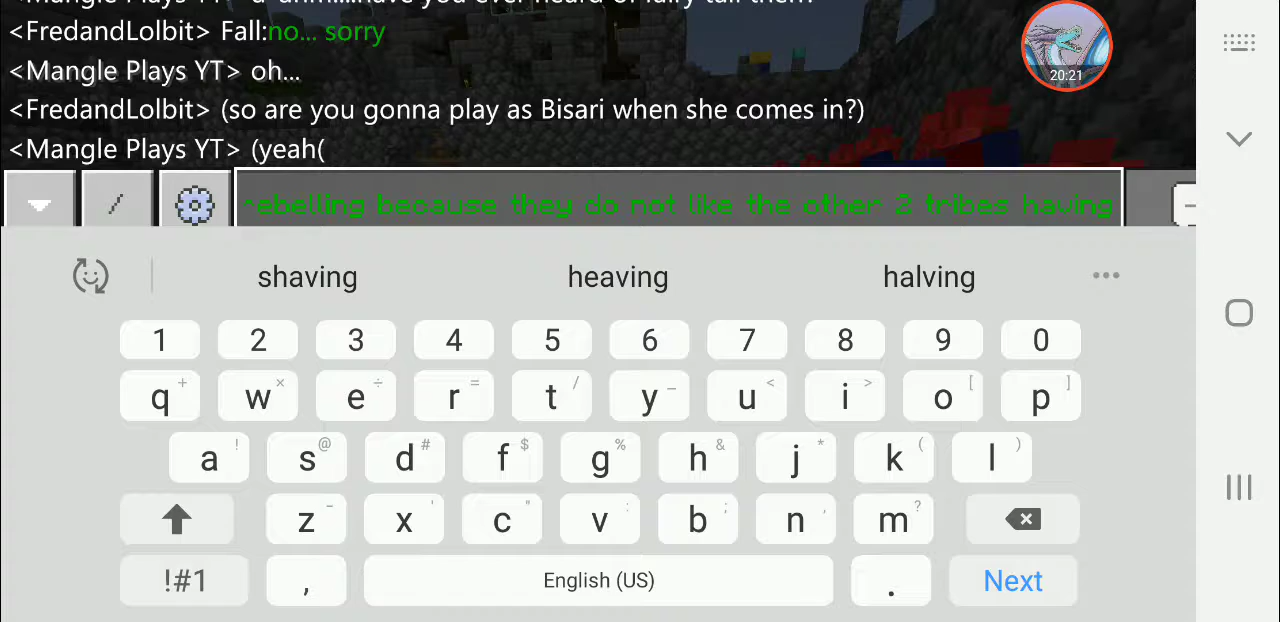 <FredandLolbit> Fall:no... sorry
<Mangle Plays YT> oh...
<FredandLolbit> (so are you gonna play as Bisari when she comes in?)
<Mangle Plays YT> (yeah(
20:21
/ rebelling because they do not like the other 2 tribes having
shaving heaving halving ...
1 2 3 4 5 6 7 8 9 0
q + w × e ÷ r = t / y _ u < i > o [ p ]
a ! s @ d # f $ g % h & j * k ( l )
z - x ' c " v : b ; n , m ?
!#1 , English (US) . Next